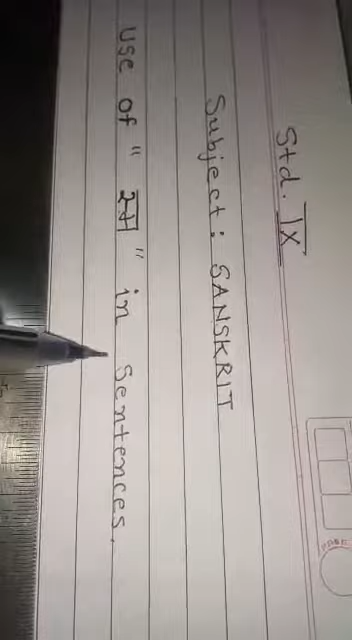 Std. IX
Subject : SANSKRIT
Use of " स्म " in Sentences.